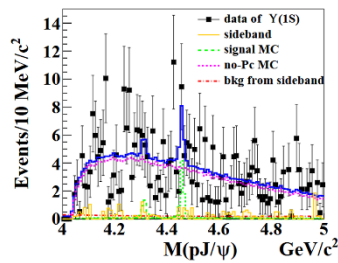 Events/10 MeV/c²
14
12
10
8
6
4
2
0
data of ϒ(1S)
sideband
signal MC
no-Pc MC
bkg from sideband
4 4.2 4.4 4.6 4.8 5
M(pJ/ψ) GeV/c²